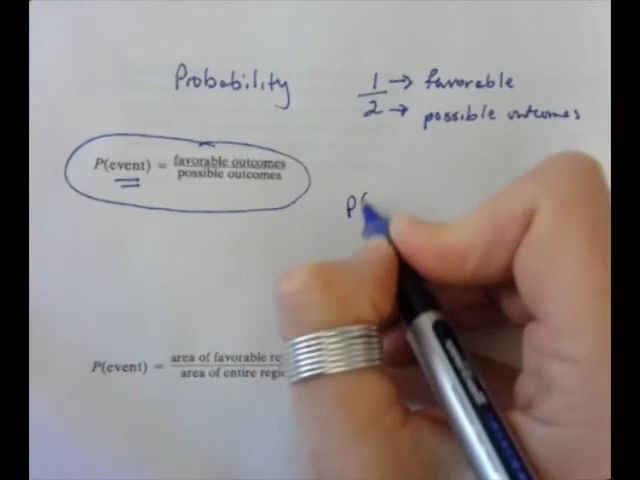 Probability
1 → favorable
2 → possible outcomes
P(event) = favorable outcomes
possible outcomes
P(
P(event) = area of favorable re
area of entire regi